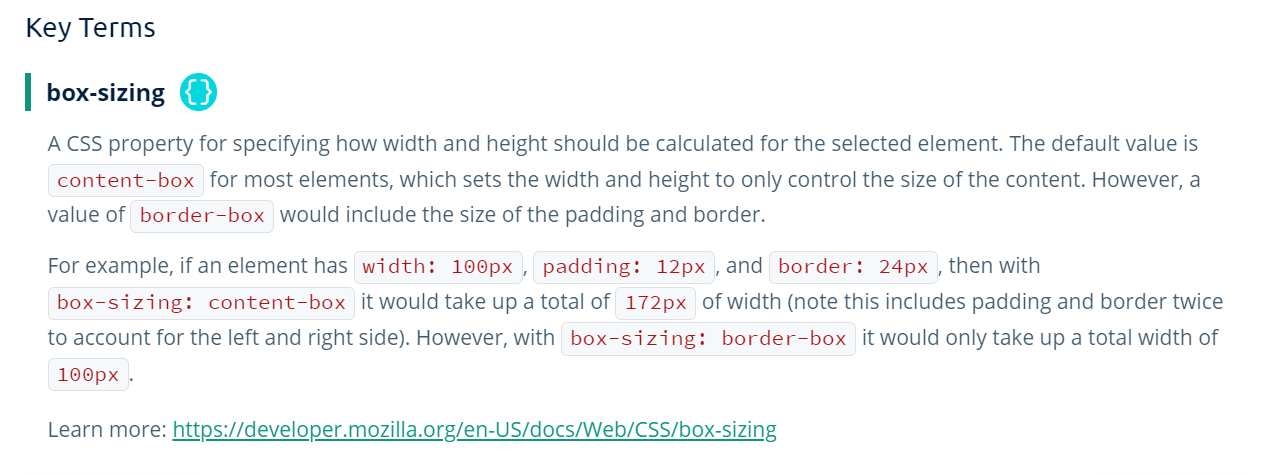 Key Terms
box-sizing {}
A CSS property for specifying how width and height should be calculated for the selected element. The default value is
content-box for most elements, which sets the width and height to only control the size of the content. However, a
value of border-box would include the size of the padding and border.
For example, if an element has width: 100px, padding: 12px, and border: 24px, then with
box-sizing: content-box it would take up a total of 172px of width (note this includes padding and border twice
to account for the left and right side). However, with box-sizing: border-box it would only take up a total width of
100px.
Learn more: https://developer.mozilla.org/en-US/docs/Web/CSS/box-sizing